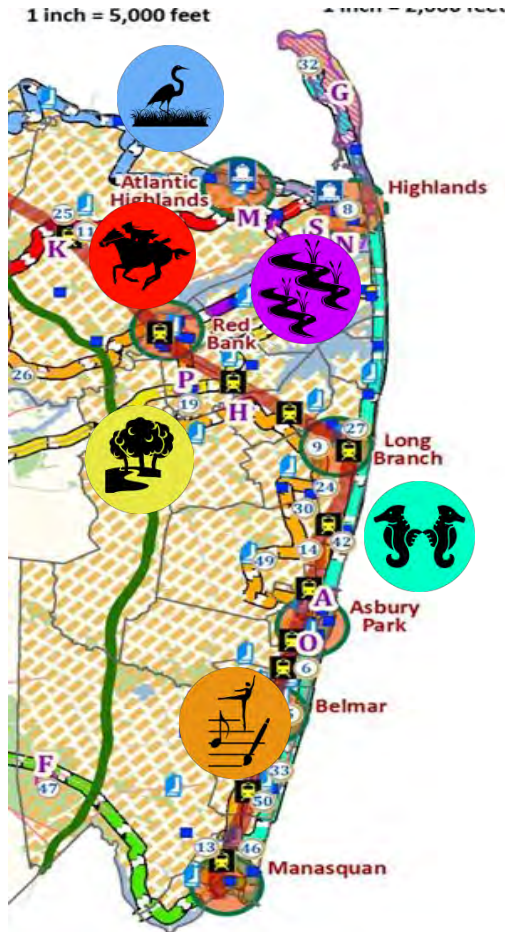 1 inch = 5,000 feet
32
G
Atlantic
Highlands
Highlands
M
8
S
N
25
11
K
Red
Bank
26
P
19
H
27
9
Long
Branch
24
30
42
14
49
A
Asbury
Park
O
6
Belmar
33
F
47
50
13
46
Manasquan